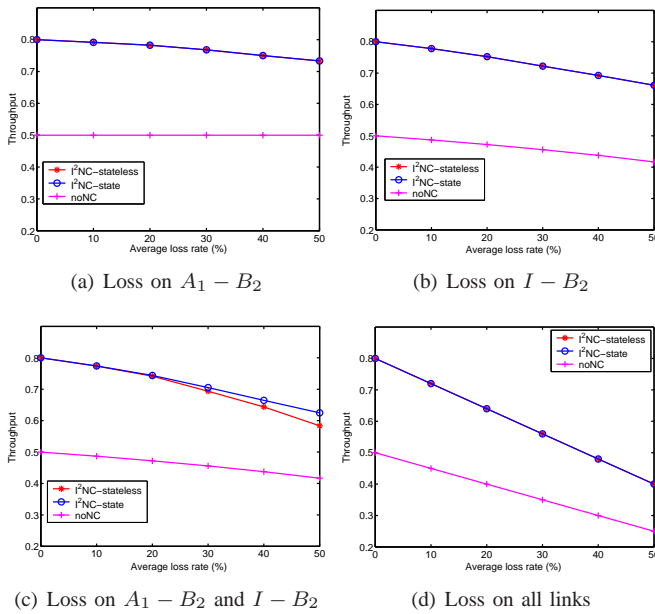 0.8
0.7
0.6
0.5
0.4
0.3
0.2
Throughput
I²NC−stateless
I²NC−state
noNC
0 10 20 30 40 50
Average loss rate (%)
(a) Loss on A₁ − B₂
0.8
0.7
0.6
0.5
0.4
0.3
0.2
Throughput
I²NC−stateless
I²NC−state
noNC
0 10 20 30 40 50
Average loss rate (%)
(b) Loss on I − B₂
0.8
0.7
0.6
0.5
0.4
0.3
0.2
Throughput
I²NC−stateless
I²NC−state
noNC
0 10 20 30 40 50
Average loss rate (%)
(c) Loss on A₁ − B₂ and I − B₂
0.8
0.7
0.6
0.5
0.4
0.3
0.2
Throughput
I²NC−stateless
I²NC−state
noNC
0 10 20 30 40 50
Average loss rate (%)
(d) Loss on all links